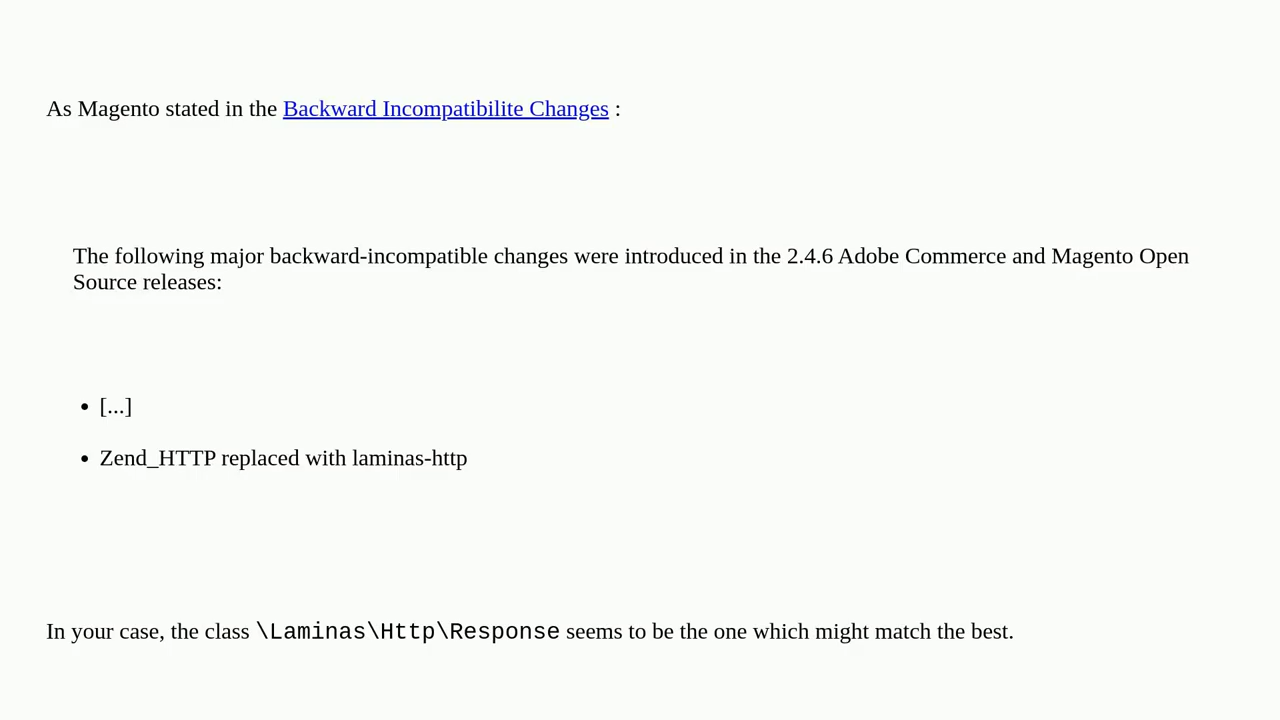 As Magento stated in the Backward Incompatibilite Changes :
The following major backward-incompatible changes were introduced in the 2.4.6 Adobe Commerce and Magento Open
Source releases:
• [...]
• Zend_HTTP replaced with laminas-http
In your case, the class \Laminas\Http\Response seems to be the one which might match the best.